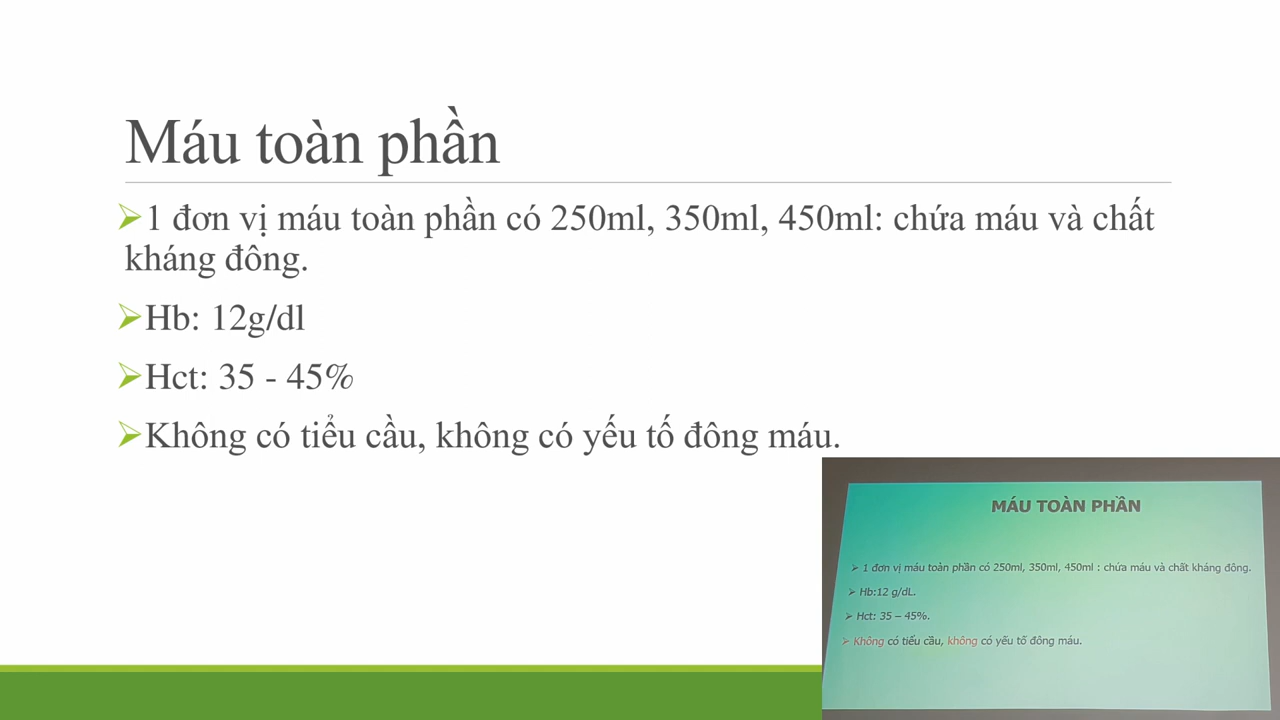 Máu toàn phần
➢1 đơn vị máu toàn phần có 250ml, 350ml, 450ml: chứa máu và chất
kháng đông.
➢Hb: 12g/dl
➢Hct: 35 - 45%
➢Không có tiểu cầu, không có yếu tố đông máu.
MÁU TOÀN PHẦN
➢ 1 đơn vị máu toàn phần có 250ml, 350ml, 450ml : chứa máu và chất kháng đông.
➢ Hb:12 g/dL.
➢ Hct: 35 – 45%.
➢ Không có tiểu cầu, không có yếu tố đông máu.